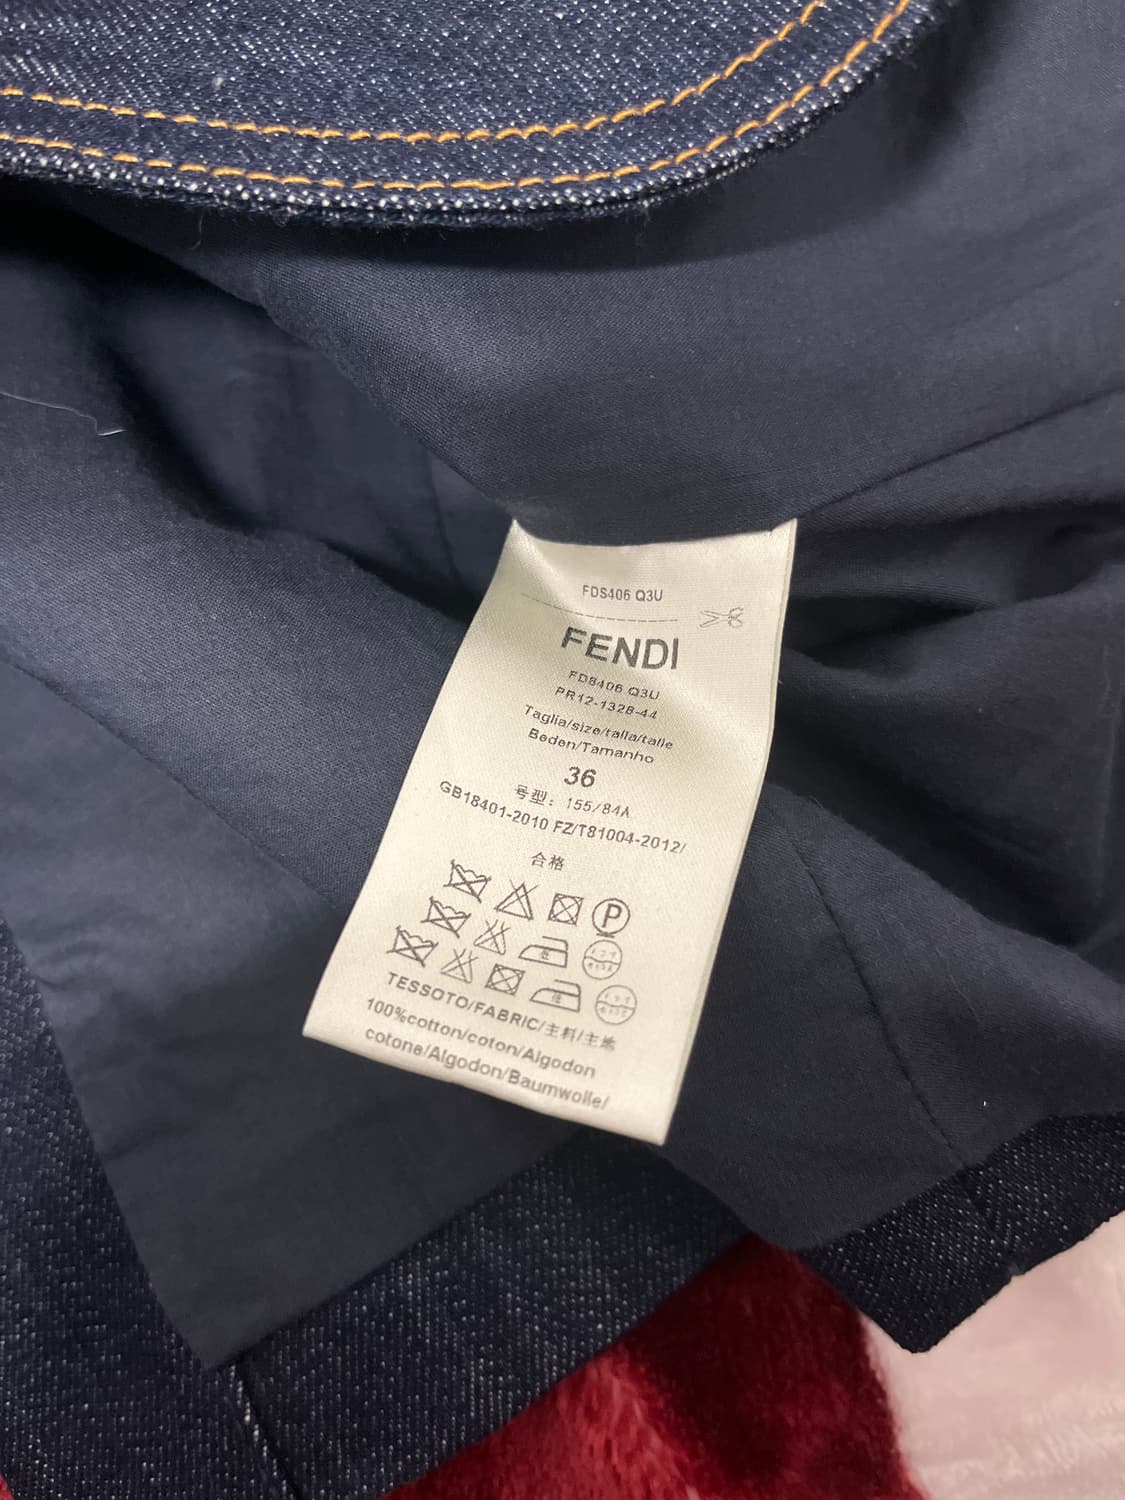 FDS406 Q3U
FENDI
FD8406 Q3U
PR12-1328-44
Taglia/size/talla/talle
Beden/Tamanho
36
号型: 155/84A
GB18401-2010 FZ/T81004-2012/
合格
P
TESSOTO/FABRIC/主料/主地
100%cotton/coton/Algodon
cotone/Algodon/Baumwolle/